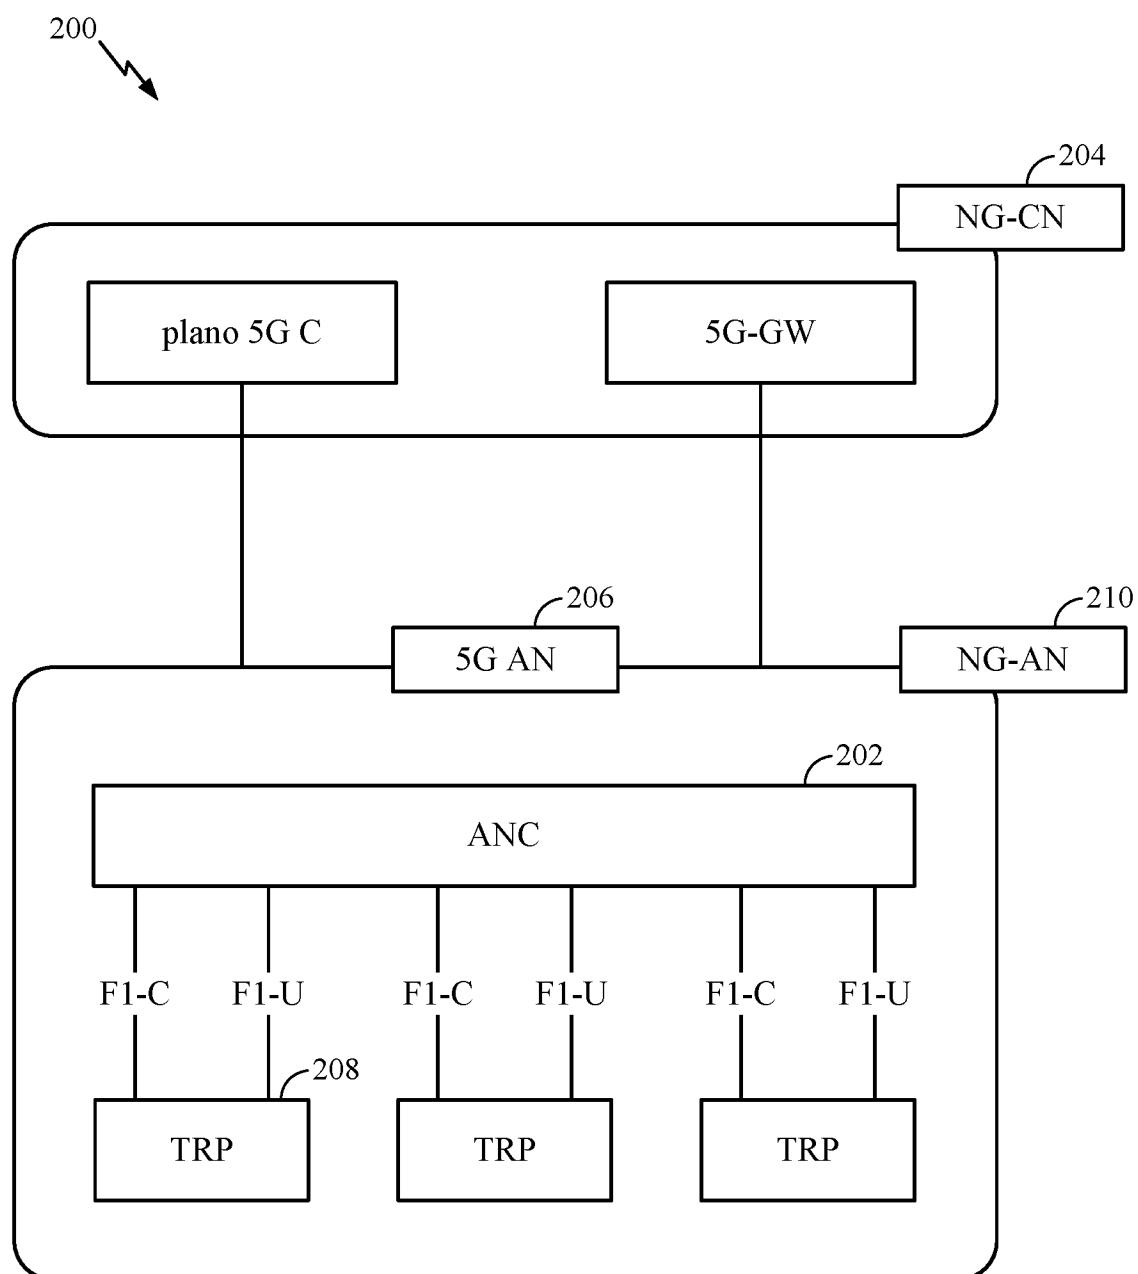 200
204
NG-CN
plano 5G C
5G-GW
206
210
5G AN
NG-AN
202
ANC
F1-C F1-U F1-C F1-U F1-C F1-U
208
TRP TRP TRP